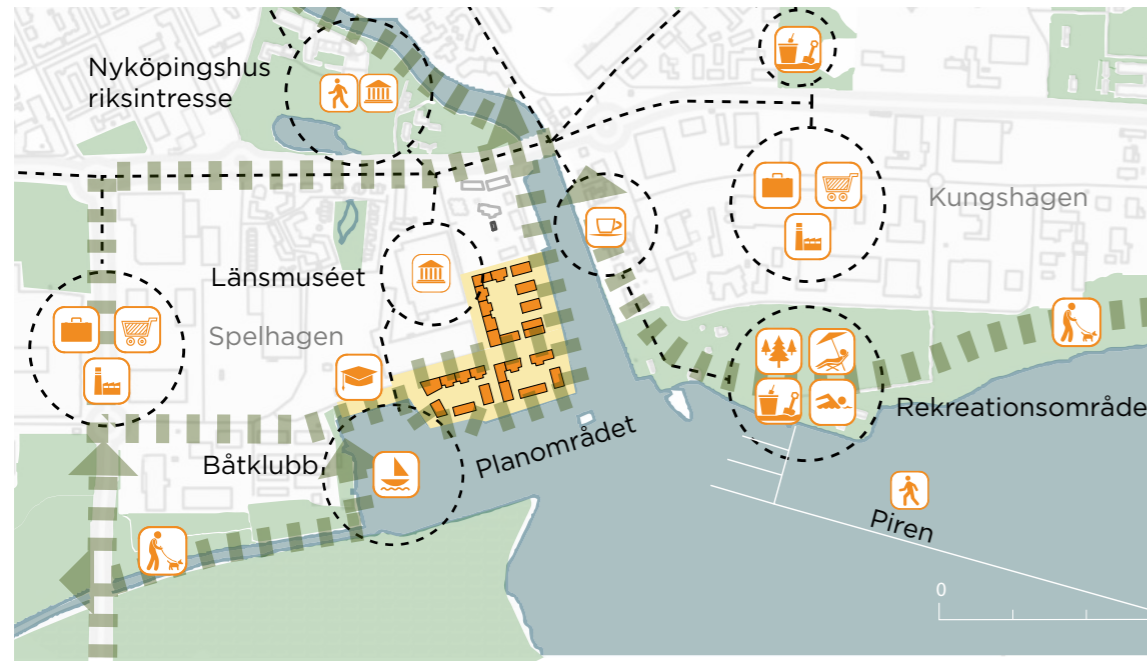 Nyköpingshus
riksintresse
Kungshagen
Länsmuséet
Spelhagen
Rekreationsområde
Båtklubb
Planområdet
Piren
0